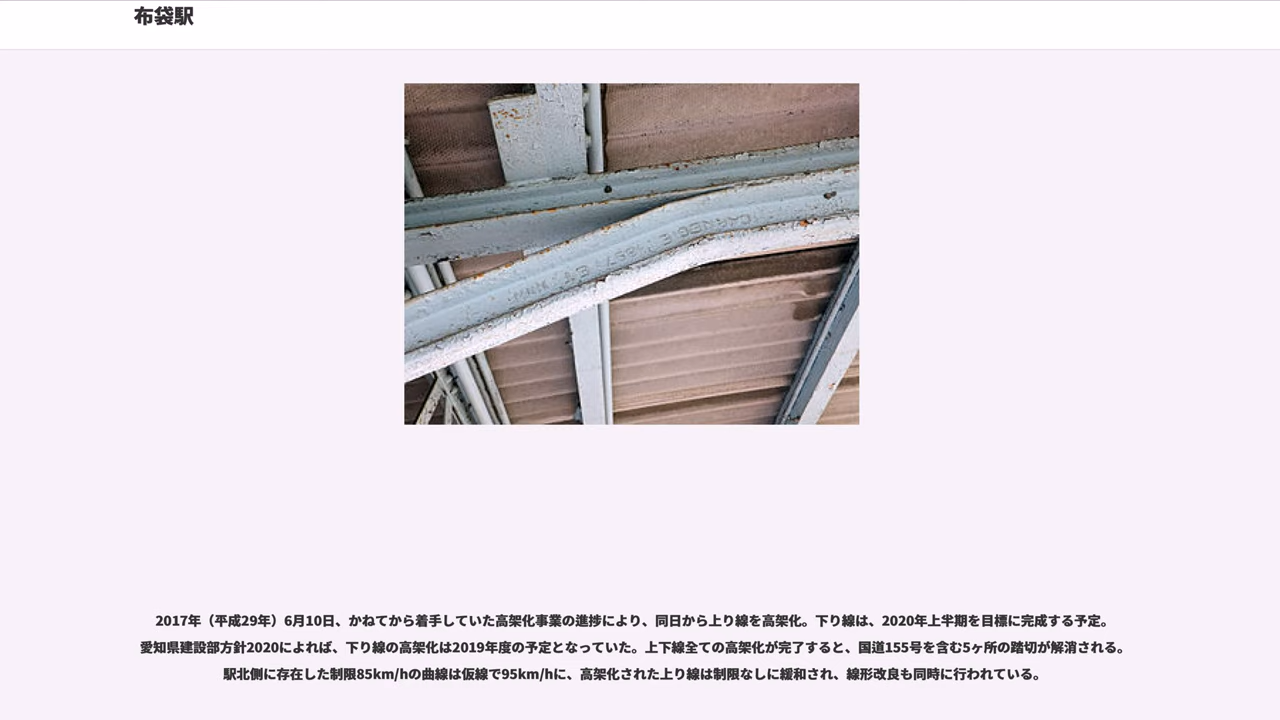 布袋駅
2017年（平成29年）6月10日、かねてから着手していた高架化事業の進捗により、同日から上り線を高架化。下り線は、2020年上半期を目標に完成する予定。
愛知県建設部方針2020によれば、下り線の高架化は2019年度の予定となっていた。上下線全ての高架化が完了すると、国道155号を含む5ヶ所の踏切が解消される。
駅北側に存在した制限85km/hの曲線は仮線で95km/hに、高架化された上り線は制限なしに緩和され、線形改良も同時に行われている。